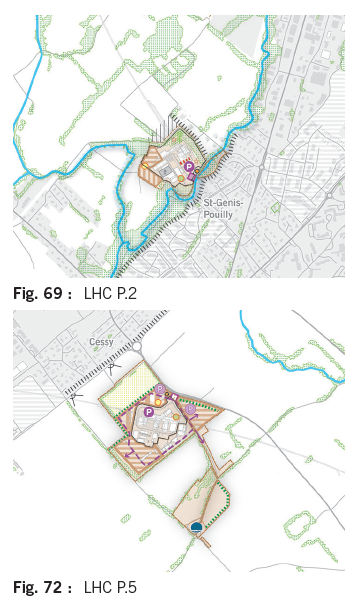 P
St-Genis-
Pouilly
Fig. 69 : LHC P.2
Cessy
P
P
P
Fig. 72 : LHC P.5